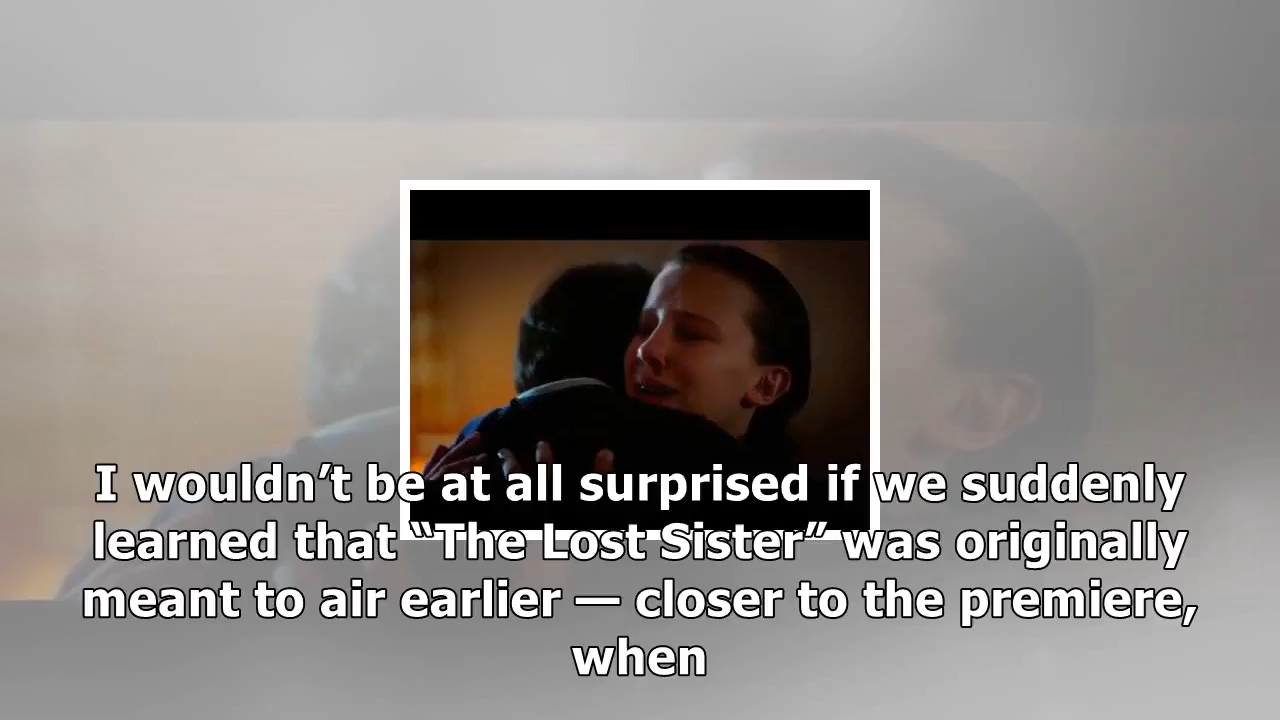 I wouldn’t be at all surprised if we suddenly
learned that “The Lost Sister” was originally
meant to air earlier — closer to the premiere,
when